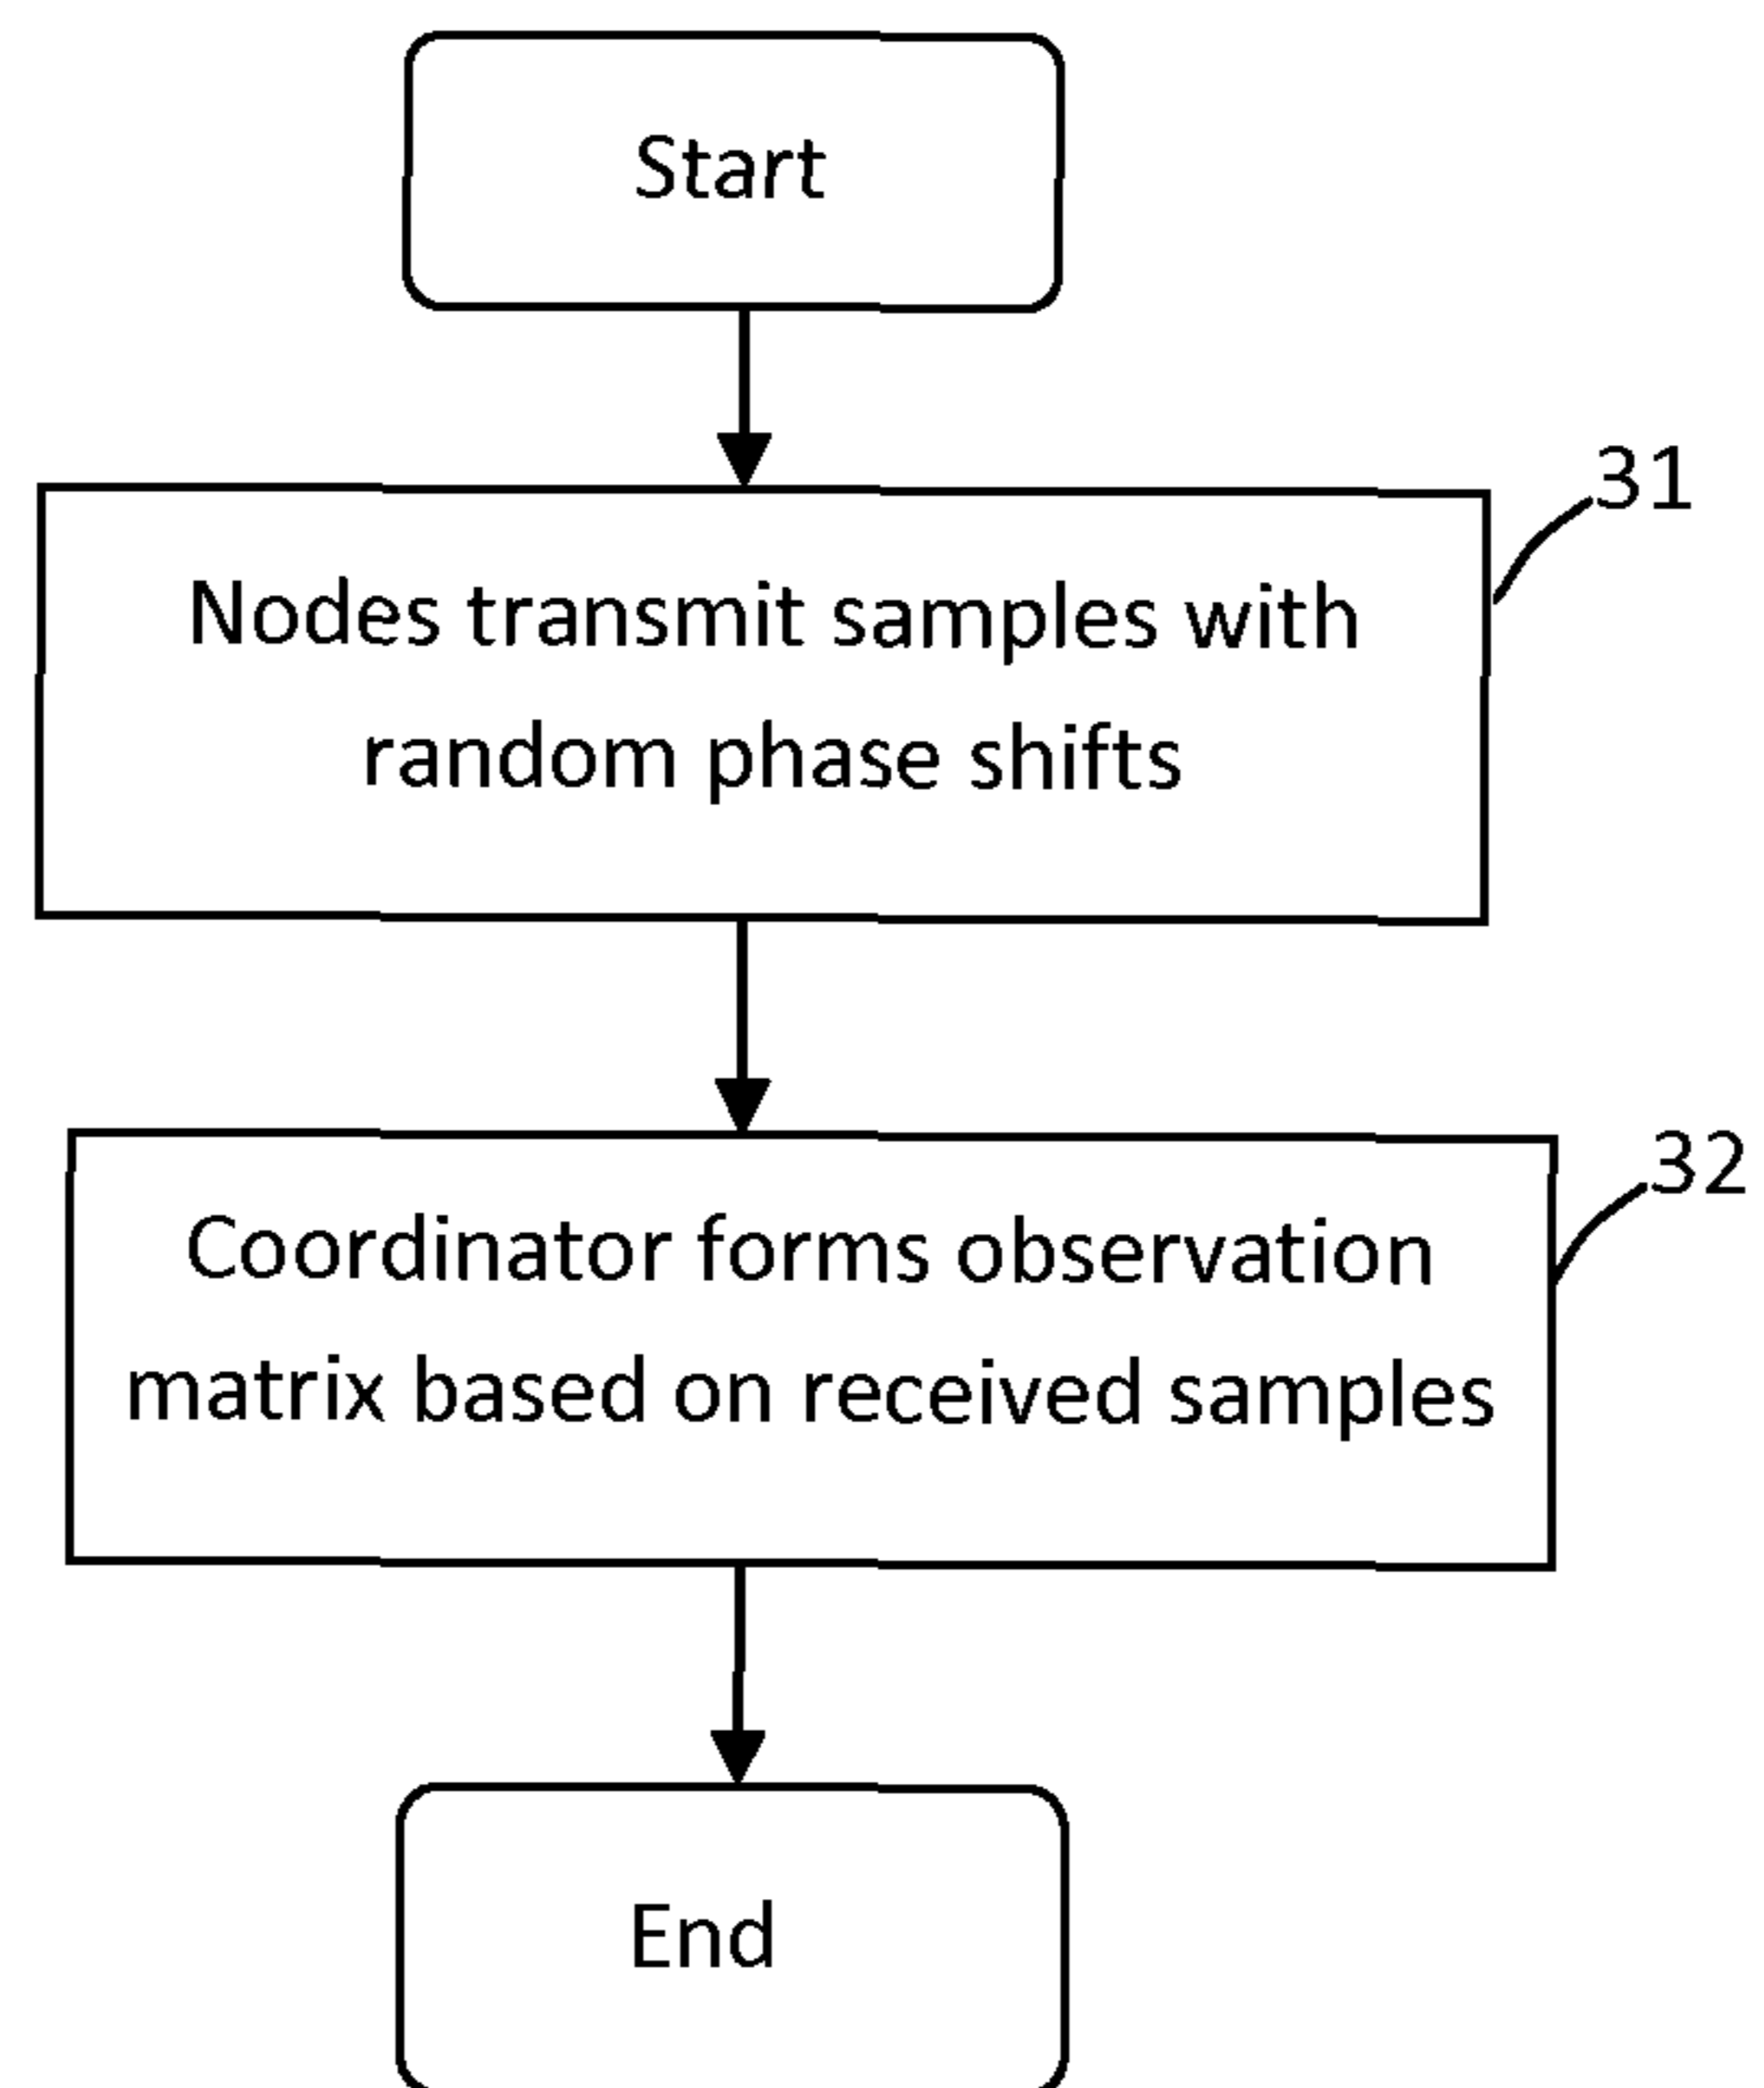 Start
31
Nodes transmit samples with
random phase shifts
32
Coordinator forms observation
matrix based on received samples
End